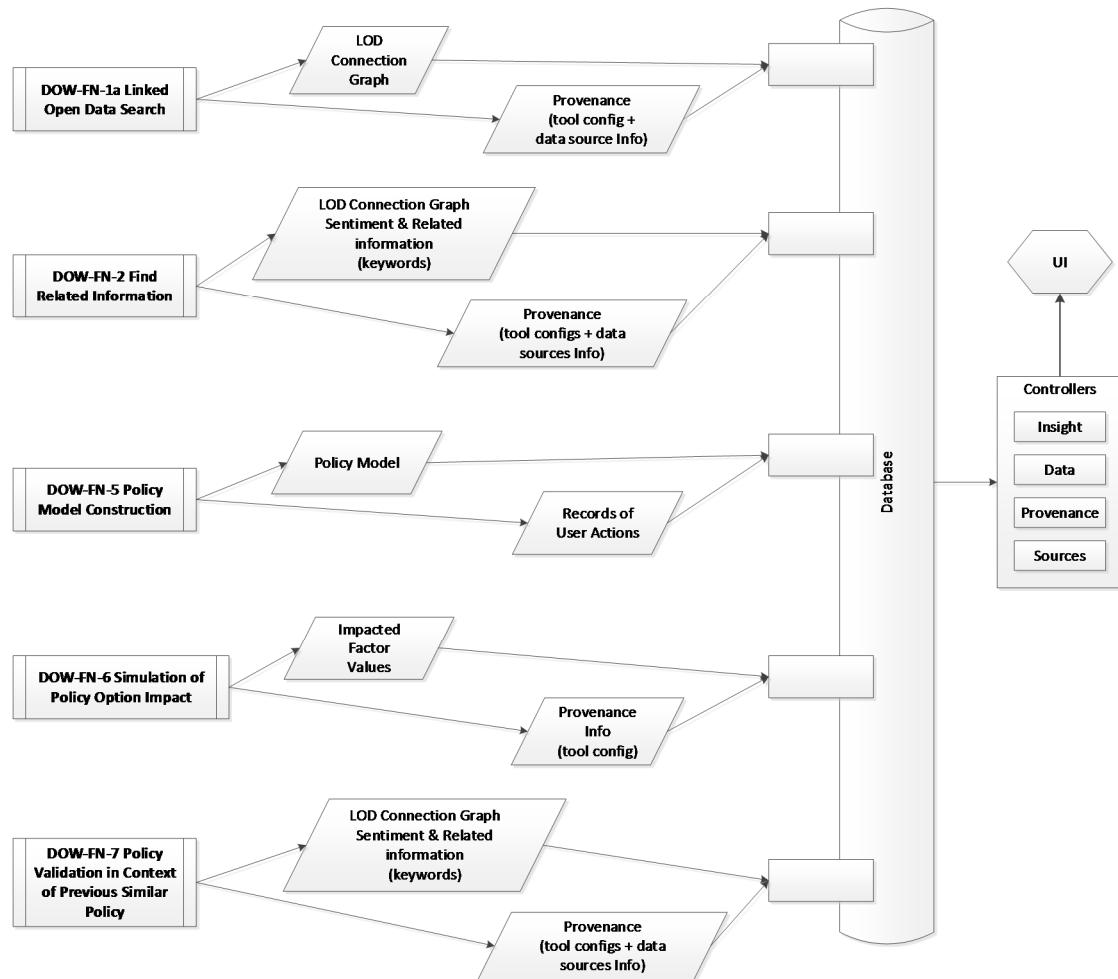 LOD
Connection
Graph
DOW-FN-1a Linked
Open Data Search
Provenance
(tool config +
data source Info)
LOD Connection Graph
Sentiment & Related
information
(keywords)
DOW-FN-2 Find
Related Information
Provenance
(tool configs + data
sources Info)
Policy Model
DOW-FN-5 Policy
Model Construction
Records of
User Actions
Impacted
Factor
Values
DOW-FN-6 Simulation of
Policy Option Impact
Provenance
Info
(tool config)
LOD Connection Graph
Sentiment & Related
information
(keywords)
DOW-FN-7 Policy
Validation in Context
of Previous Similar
Policy
Provenance
(tool configs + data
sources Info)
Database
UI
Controllers
Insight
Data
Provenance
Sources